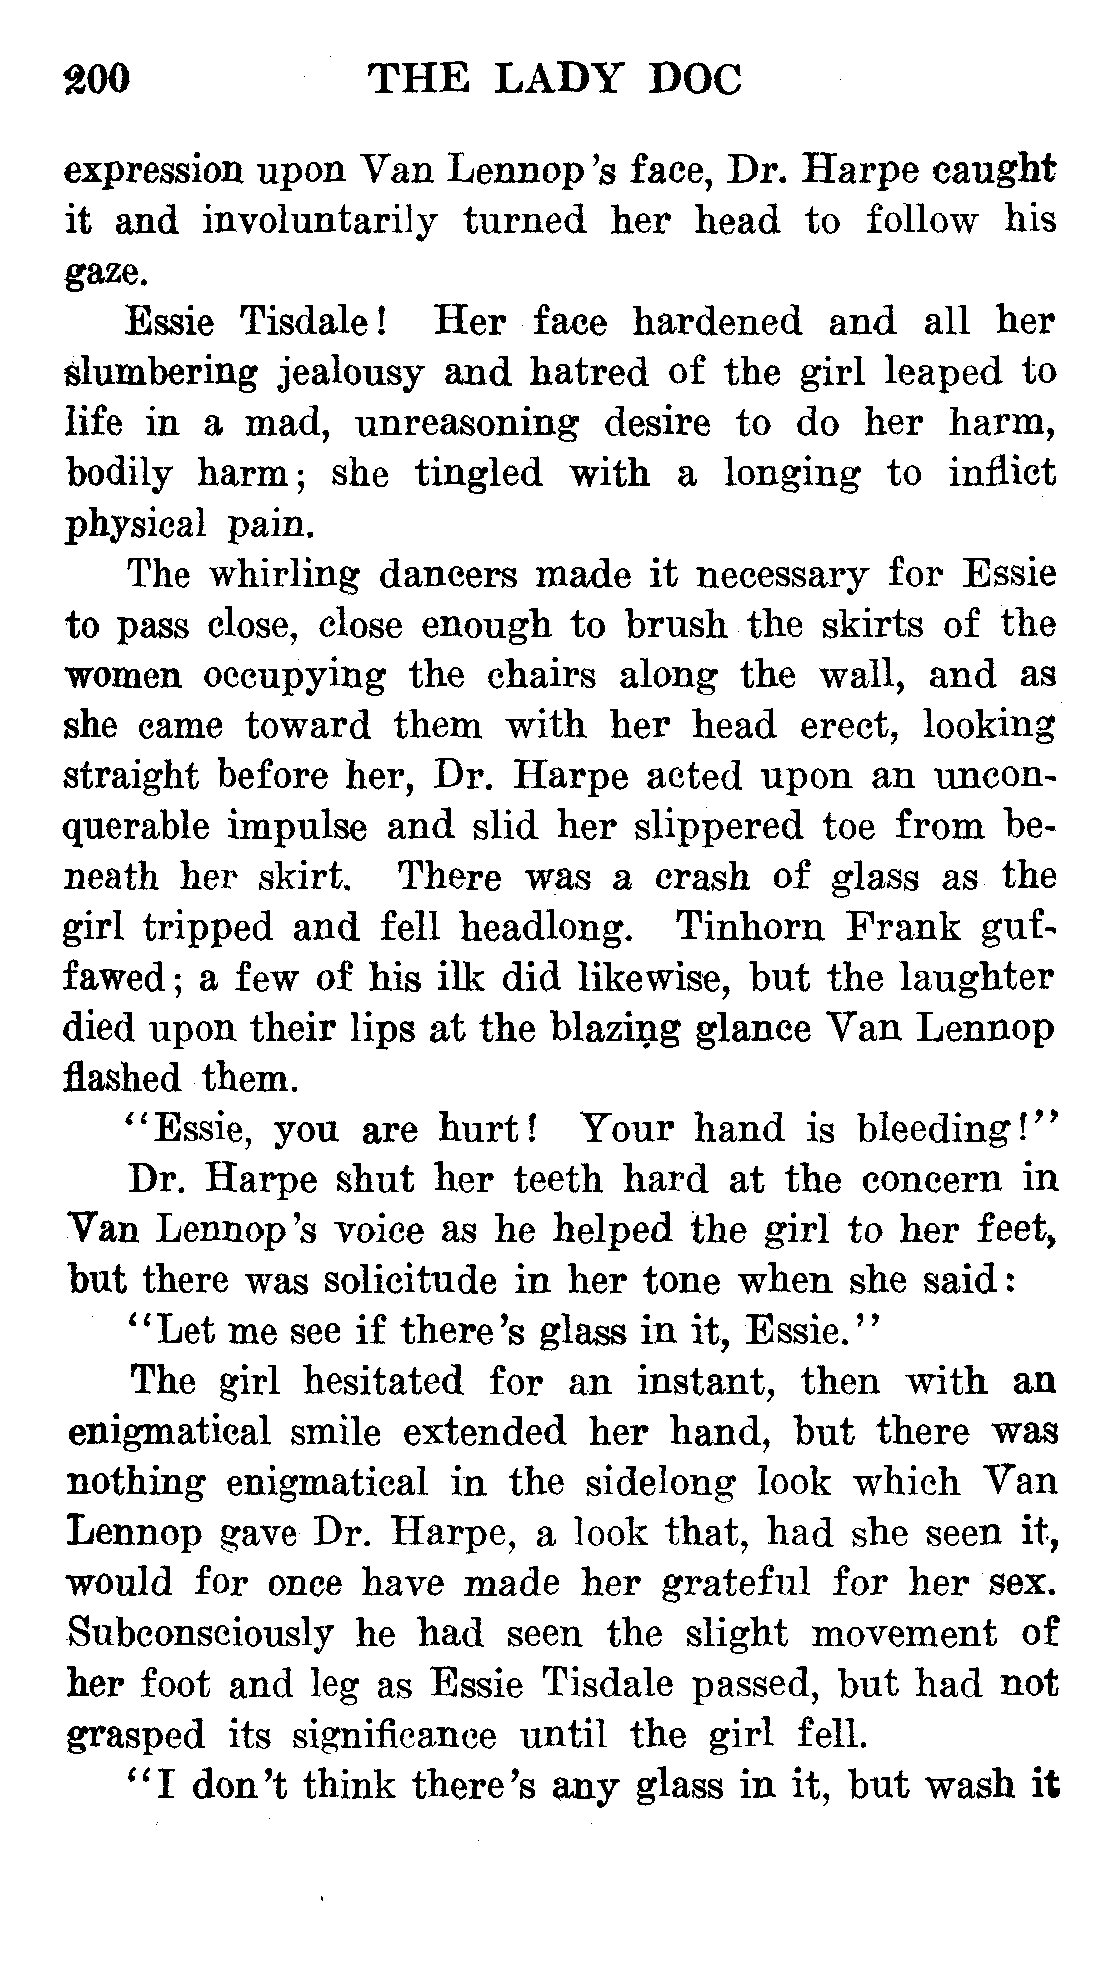 200 THE LADY DOC
expression upon Van Lennop's face, Dr. Harpe caught
it and involuntarily turned her head to follow his
gaze.
Essie Tisdale! Her face hardened and all her
slumbering jealousy and hatred of the girl leaped to
life in a mad, unreasoning desire to do her harm,
bodily harm; she tingled with a longing to inflict
physical pain.
The whirling dancers made it necessary for Essie
to pass close, close enough to brush the skirts of the
women occupying the chairs along the wall, and as
she came toward them with her head erect, looking
straight before her, Dr. Harpe acted upon an uncon-
querable impulse and slid her slippered toe from be-
neath her skirt. There was a crash of glass as the
girl tripped and fell headlong. Tinhorn Frank guf-
fawed; a few of his ilk did likewise, but the laughter
died upon their lips at the blazing glance Van Lennop
flashed them.
"Essie, you are hurt! Your hand is bleeding!"
Dr. Harpe shut her teeth hard at the concern in
Van Lennop's voice as he helped the girl to her feet,
but there was solicitude in her tone when she said:
"Let me see if there's glass in it, Essie."
The girl hesitated for an instant, then with an
enigmatical smile extended her hand, but there was
nothing enigmatical in the sidelong look which Van
Lennop gave Dr. Harpe, a look that, had she seen it,
would for once have made her grateful for her sex.
Subconsciously he had seen the slight movement of
her foot and leg as Essie Tisdale passed, but had not
grasped its significance until the girl fell.
"I don't think there's any glass in it, but wash it